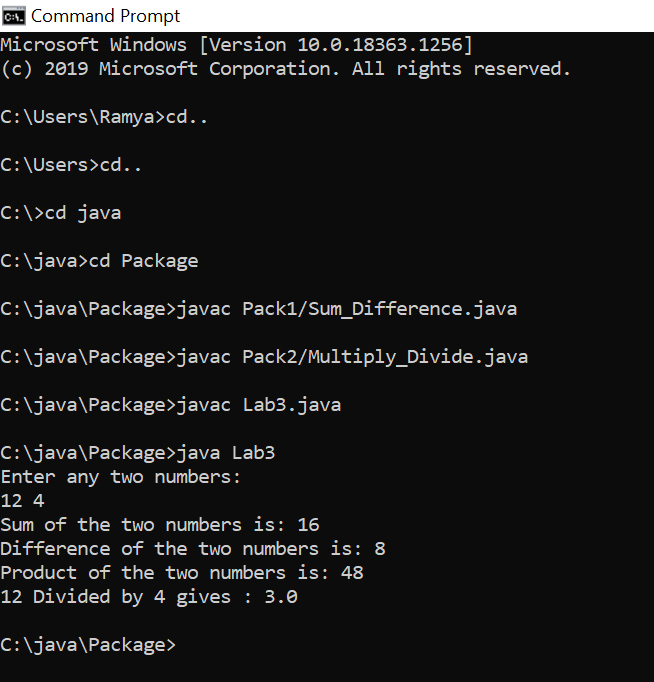 Command Prompt
Microsoft Windows [Version 10.0.18363.1256]
(c) 2019 Microsoft Corporation. All rights reserved.
C:\Users\Ramya>cd..
C:\Users>cd..
C:\>cd java
C:\java>cd Package
C:\java\Package>javac Pack1/Sum_Difference.java
C:\java\Package>javac Pack2/Multiply_Divide.java
C:\java\Package>javac Lab3.java
C:\java\Package>java Lab3
Enter any two numbers:
12 4
Sum of the two numbers is: 16
Difference of the two numbers is: 8
Product of the two numbers is: 48
12 Divided by 4 gives : 3.0
C:\java\Package>